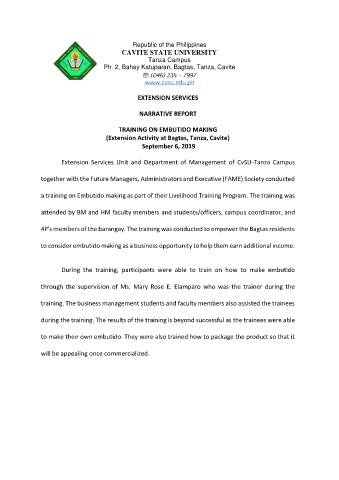 Republic of the Philippines
CAVITE STATE UNIVERSITY
Tanza Campus
Ph. 2, Bahay Katuparan, Bagtas, Tanza, Cavite
☏ (046) 235 – 7997
www.cvsu.edu.ph
EXTENSION SERVICES
NARRATIVE REPORT
TRAINING ON EMBUTIDO MAKING
(Extension Activity at Bagtas, Tanza, Cavite)
September 6, 2019
Extension Services Unit and Department of Management of CvSU-Tanza Campus
together with the Future Managers, Administrators and Executive (FAME) Society conducted
a training on Embutido making as part of their Livelihood Training Program. The training was
attended by BM and HM faculty members and students/officers, campus coordinator, and
4P's members of the barangay. The training was conducted to empower the Bagtas residents
to consider embutido making as a business opportunity to help them earn additional income.
During the training, participants were able to train on how to make embutido
through the supervision of Ms. Mary Rose E. Elamparo who was the trainer during the
training. The business management students and faculty members also assisted the trainees
during the training. The results of the training is beyond successful as the trainees were able
to make their own embutido. They were also trained how to package the product so that it
will be appealing once commercialized.